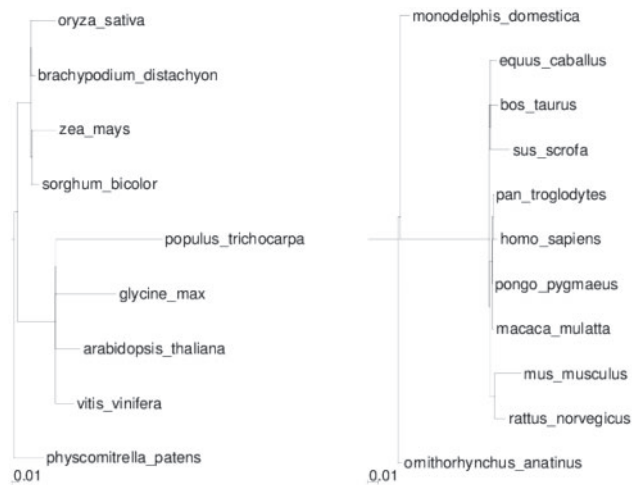 oryza_sativa
brachypodium_distachyon
zea_mays
sorghum_bicolor
populus_trichocarpa
glycine_max
arabidopsis_thaliana
vitis_vinifera
physcomitrella_patens
0.01
monodelphis_domestica
equus_caballus
bos_taurus
sus_scrofa
pan_troglodytes
homo_sapiens
pongo_pygmaeus
macaca_mulatta
mus_musculus
rattus_norvegicus
ornithorhynchus_anatinus
0.01